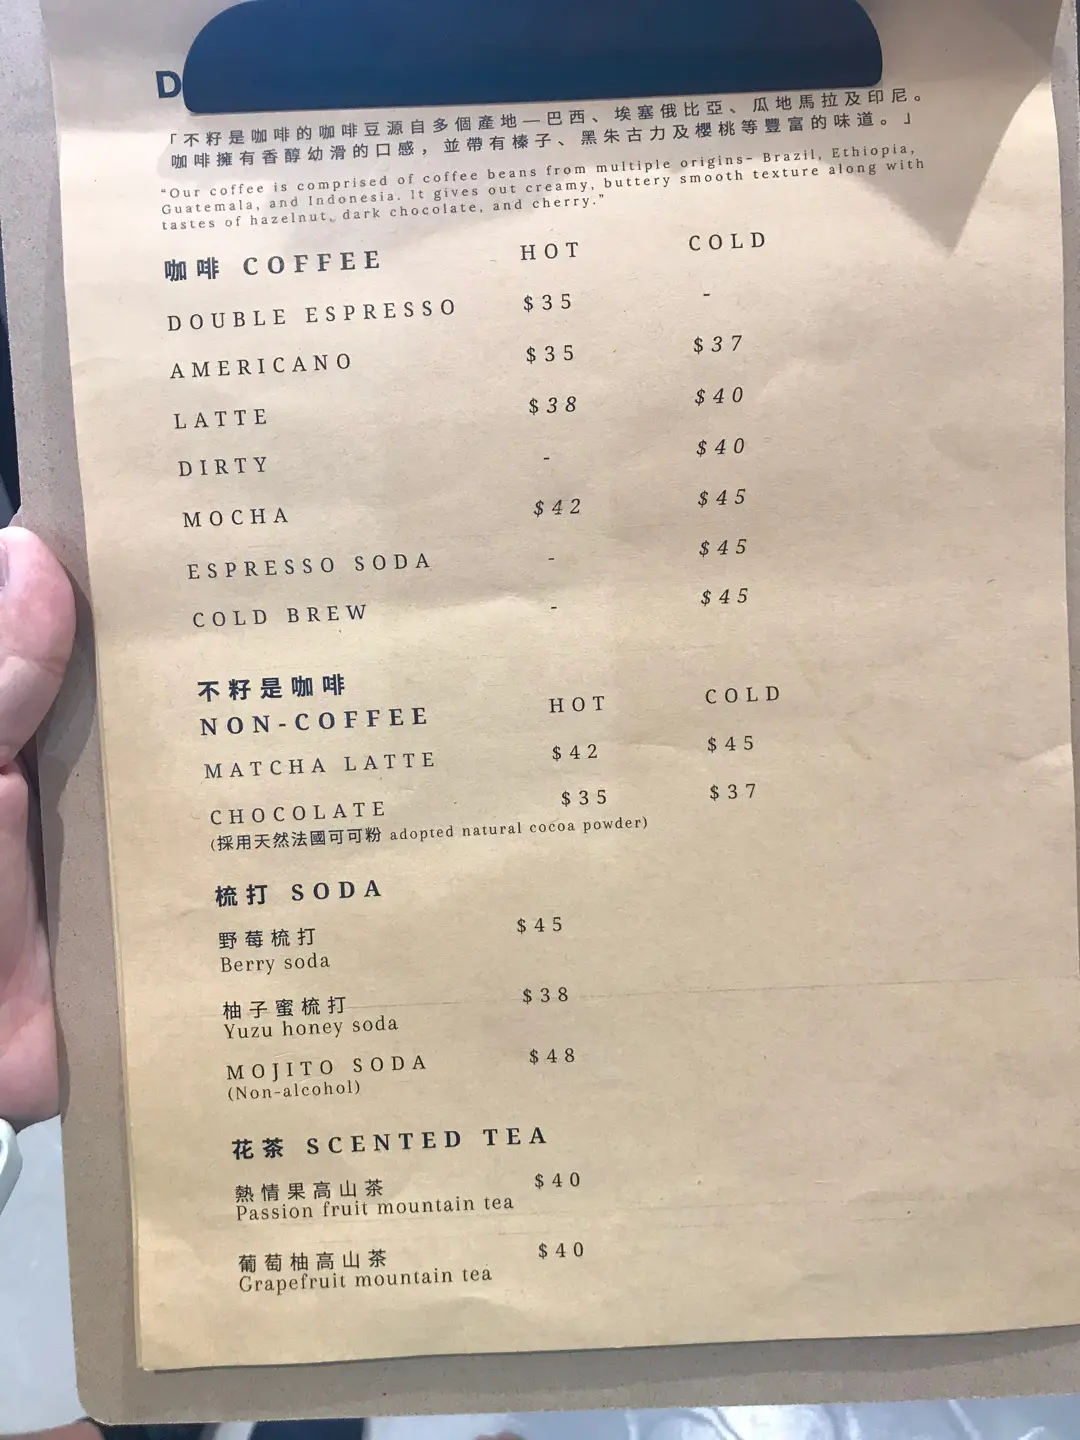 D
「不籽是咖啡的咖啡豆源自多個產地—巴西、埃塞俄比亞、瓜地馬拉及印尼。
咖啡擁有香醇幼滑的口感，並帶有榛子、黑朱古力及櫻桃等豐富的味道。」
“Our coffee is comprised of coffee beans from multiple origins- Brazil, Ethiopia,
Guatemala, and Indonesia. It gives out creamy, buttery smooth texture along with
tastes of hazelnut, dark chocolate, and cherry.”
咖啡 COFFEE HOT COLD
DOUBLE ESPRESSO $35 -
AMERICANO $35 $37
LATTE $38 $40
DIRTY - $40
MOCHA $42 $45
ESPRESSO SODA - $45
COLD BREW - $45
不籽是咖啡
NON-COFFEE HOT COLD
MATCHA LATTE $42 $45
CHOCOLATE $35 $37
(採用天然法國可可粉 adopted natural cocoa powder)
梳打 SODA
野莓梳打 $45
Berry soda
柚子蜜梳打 $38
Yuzu honey soda
MOJITO SODA $48
(Non-alcohol)
花茶 SCENTED TEA
熱情果高山茶 $40
Passion fruit mountain tea
葡萄柚高山茶 $40
Grapefruit mountain tea